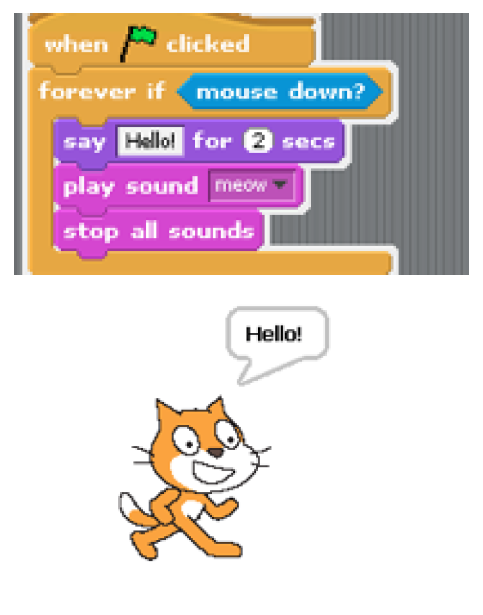 when clicked
forever if mouse down?
say Hello! for 2 secs
play sound meow
stop all sounds
Hello!